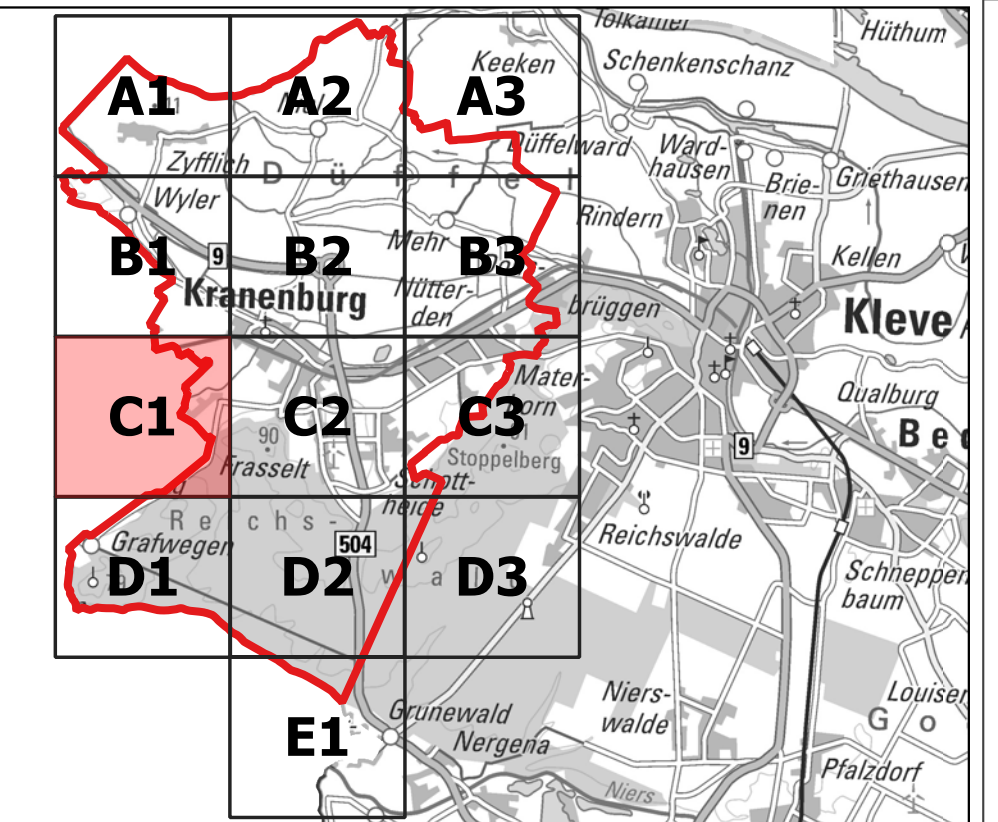 Tolkamer
Hüthum
Keeken
Schenkenschanz
A1
A2
A3
Düffelward
Ward-
hausen
Zyfflich
D ü f f e l
Brie-
nen
Griethausen
Wyler
Rindern
Mehr
Kellen
B1
9
B2
B3
Kranenburg
Nütter-
den
brüggen
Kleve
Mater-
born
Qualburg
C1
C2
C3
90
Frasselt
Stoppelberg
9
Schott-
heide
Reichs-
Grafwegen
504
Reichswalde
D1
D2
D3
w a l
Schneppen
baum
Niers-
walde
Louisen
G o
E1
Grunewald
Nergena
Pfalzdorf
Niers